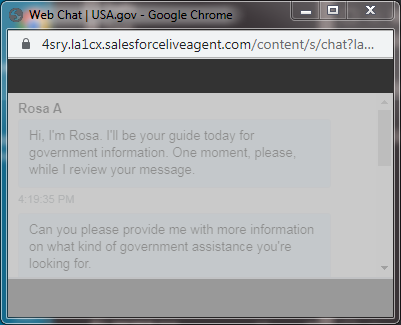 Web Chat | USA.gov - Google Chrome
4sry.la1cx.salesforceliveagent.com/content/s/chat?la...
Rosa A
Hi, I'm Rosa. I'll be your guide today for
government information. One moment, please,
while I review your message.
4:19:35 PM
Can you please provide me with more information
on what kind of government assistance you're
looking for.